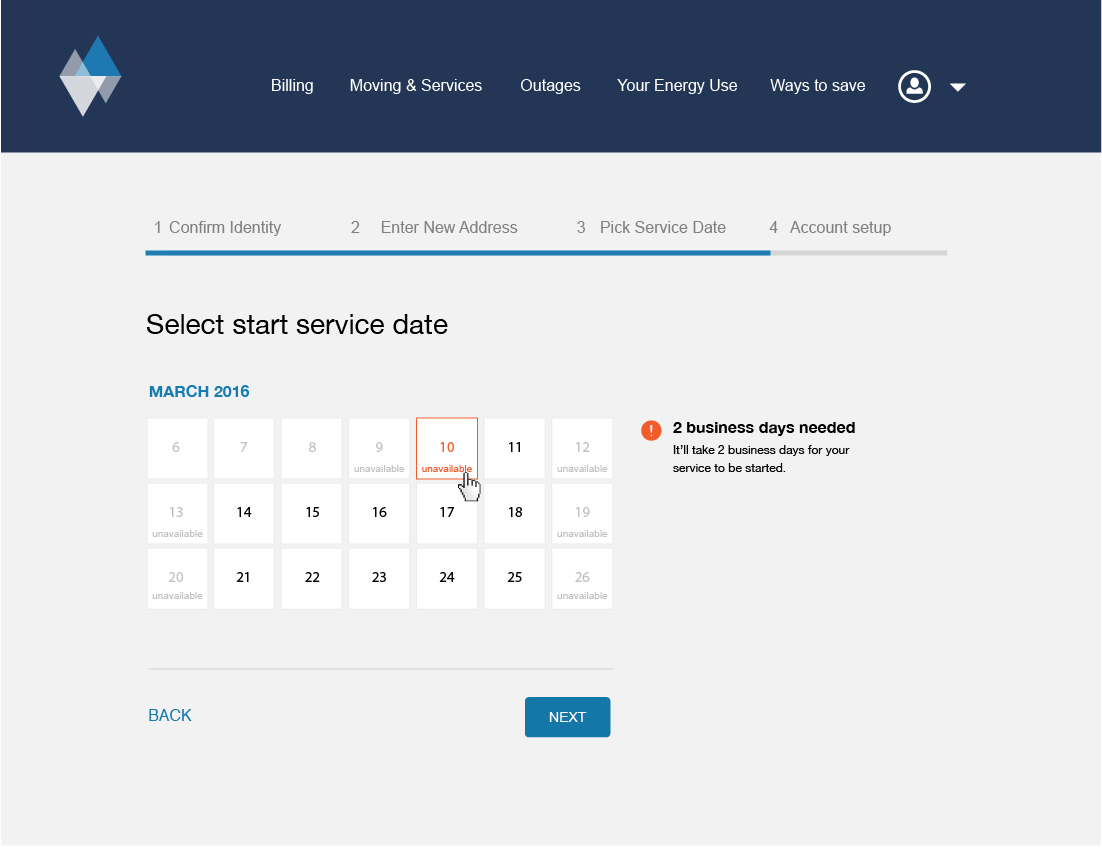 Billing Moving & Services Outages Your Energy Use Ways to save
1 Confirm Identity 2 Enter New Address 3 Pick Service Date 4 Account setup
Select start service date
MARCH 2016
6 7 8 9 10 11 12
unavailable unavailable unavailable
13 14 15 16 17 18 19
unavailable unavailable
20 21 22 23 24 25 26
unavailable unavailable
! 2 business days needed
It'll take 2 business days for your
service to be started.
BACK NEXT